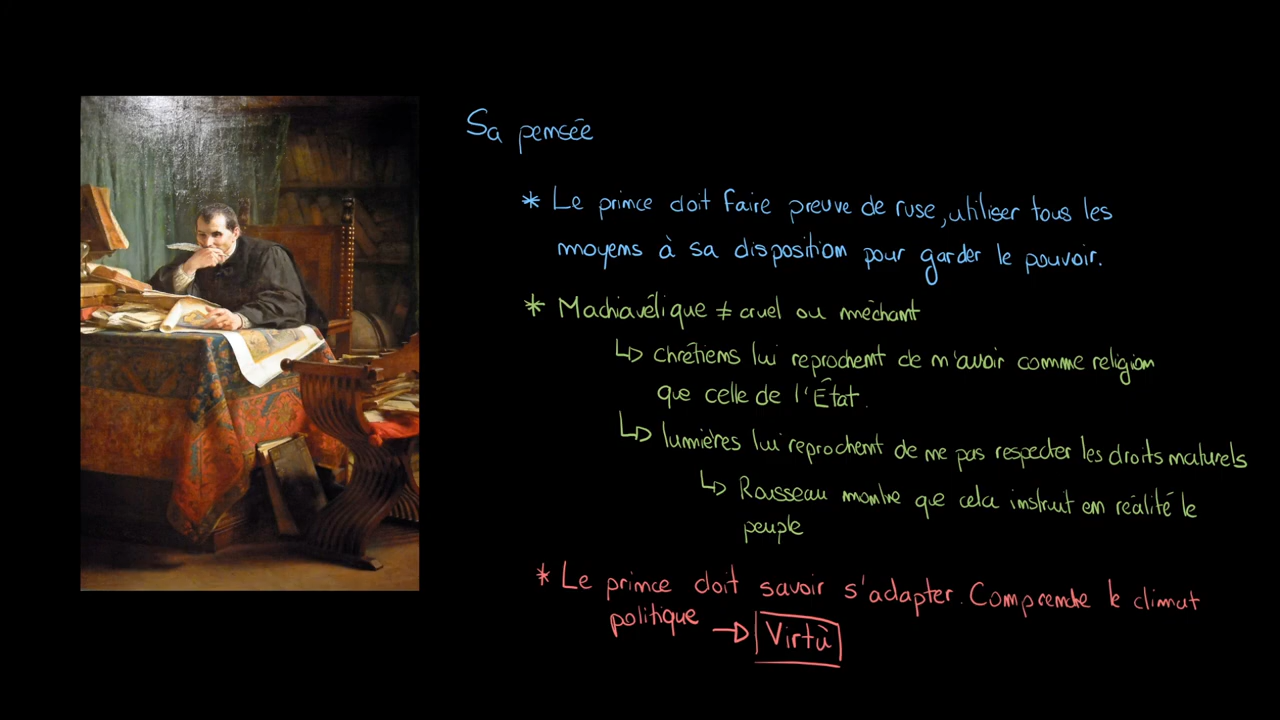 Sa pensée
* Le prince doit faire preuve de ruse, utiliser tous les
moyens à sa disposition pour garder le pouvoir.
* Machiavélique ≠ cruel ou méchant
↳ chrétiens lui reprochent de n'avoir comme religion
que celle de l'État.
↳ lumières lui reprochent de ne pas respecter les droits naturels
↳ Rousseau montre que cela instruit en réalité le
peuple
* Le prince doit savoir s'adapter. Comprendre le climat
politique → Virtù